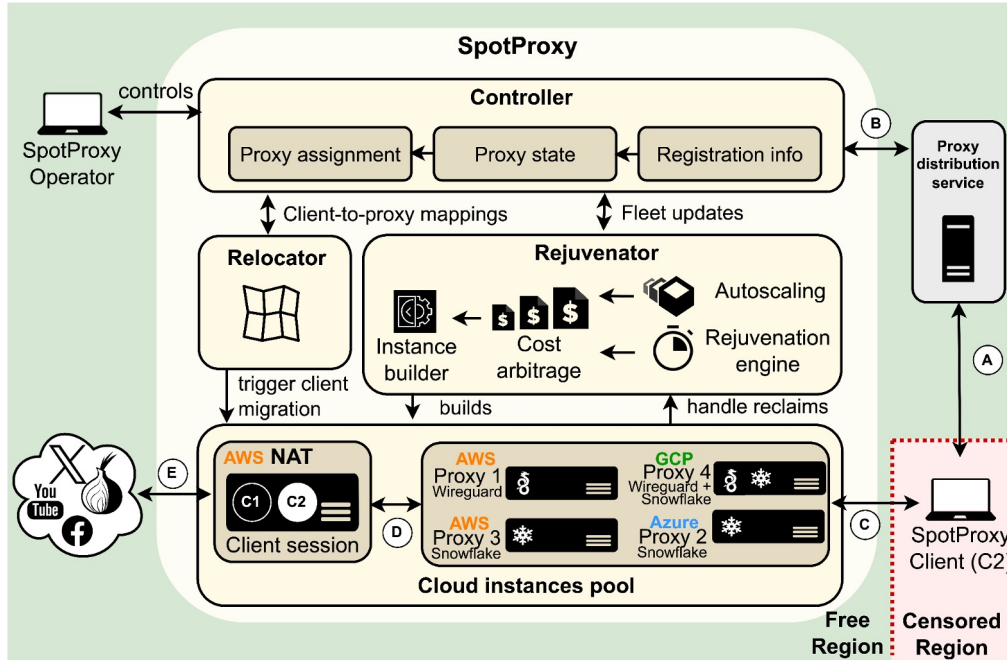 SpotProxy
controls
SpotProxy
Operator
Controller
Proxy assignment
Proxy state
Registration info
B
Proxy
distribution
service
Client-to-proxy mappings
Fleet updates
Relocator
Rejuvenator
Instance
builder
$ $ $
Cost
arbitrage
Autoscaling
Rejuvenation
engine
A
trigger client
migration
builds
handle reclaims
X
You
Tube
E
AWS NAT
C1
C2
Client session
D
AWS
Proxy 1
Wireguard
GCP
Proxy 4
Wireguard +
Snowflake
AWS
Proxy 3
Snowflake
Azure
Proxy 2
Snowflake
Cloud instances pool
C
SpotProxy
Client (C2)
Free
Region
Censored
Region